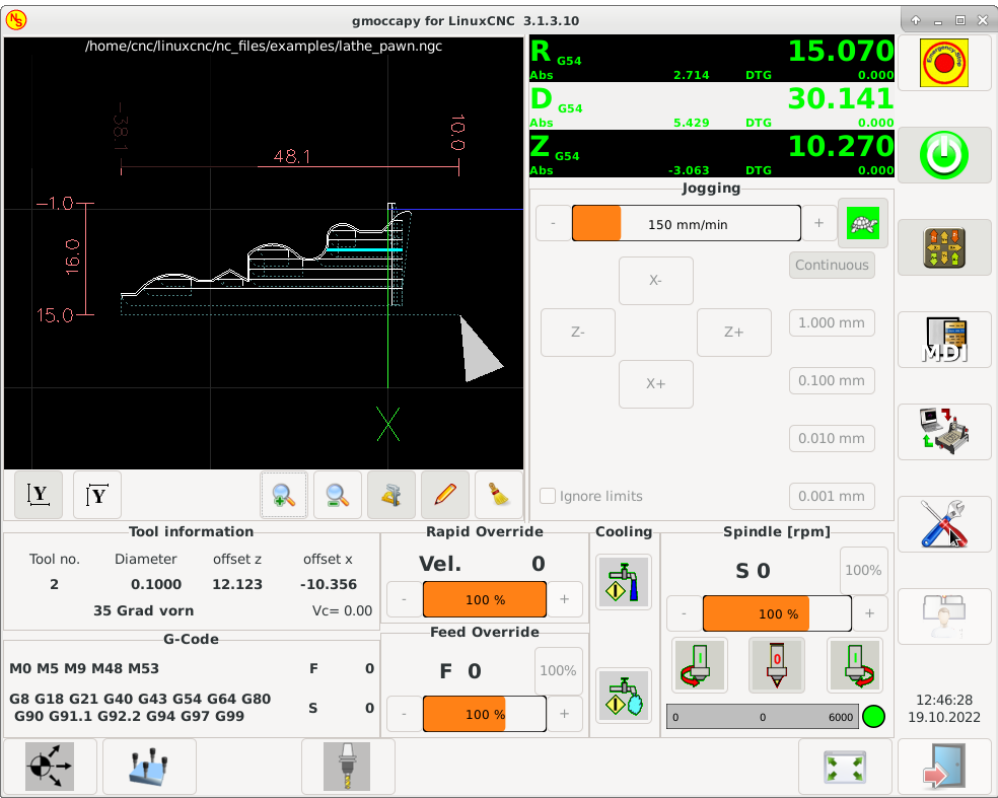 gmoccapy for LinuxCNC 3.1.3.10
/home/cnc/linuxcnc/nc_files/examples/lathe_pawn.ngc
-38.1
48.1
10.0
-1.0
16.0
15.0
X
R G54 15.070
Abs 2.714 DTG 0.000
D G54 30.141
Abs 5.429 DTG 0.000
Z G54 10.270
Abs -3.063 DTG 0.000
Emergency-Stop
Jogging
- 150 mm/min +
Continuous
X-
1.000 mm
Z- Z+
X+
0.100 mm
0.010 mm
Ignore limits
0.001 mm
MDI
Y
Y
Tool information
Tool no. Diameter offset z offset x
2 0.1000 12.123 -10.356
35 Grad vorn Vc= 0.00
G-Code
M0 M5 M9 M48 M53 F 0
G8 G18 G21 G40 G43 G54 G64 G80
G90 G91.1 G92.2 G94 G97 G99
S 0
Rapid Override
Vel. 0
- 100 % +
Feed Override
F 0 100%
- 100 % +
Cooling
Spindle [rpm]
S 0 100%
- 100 % +
I 0 I
0 0 6000
12:46:28
19.10.2022